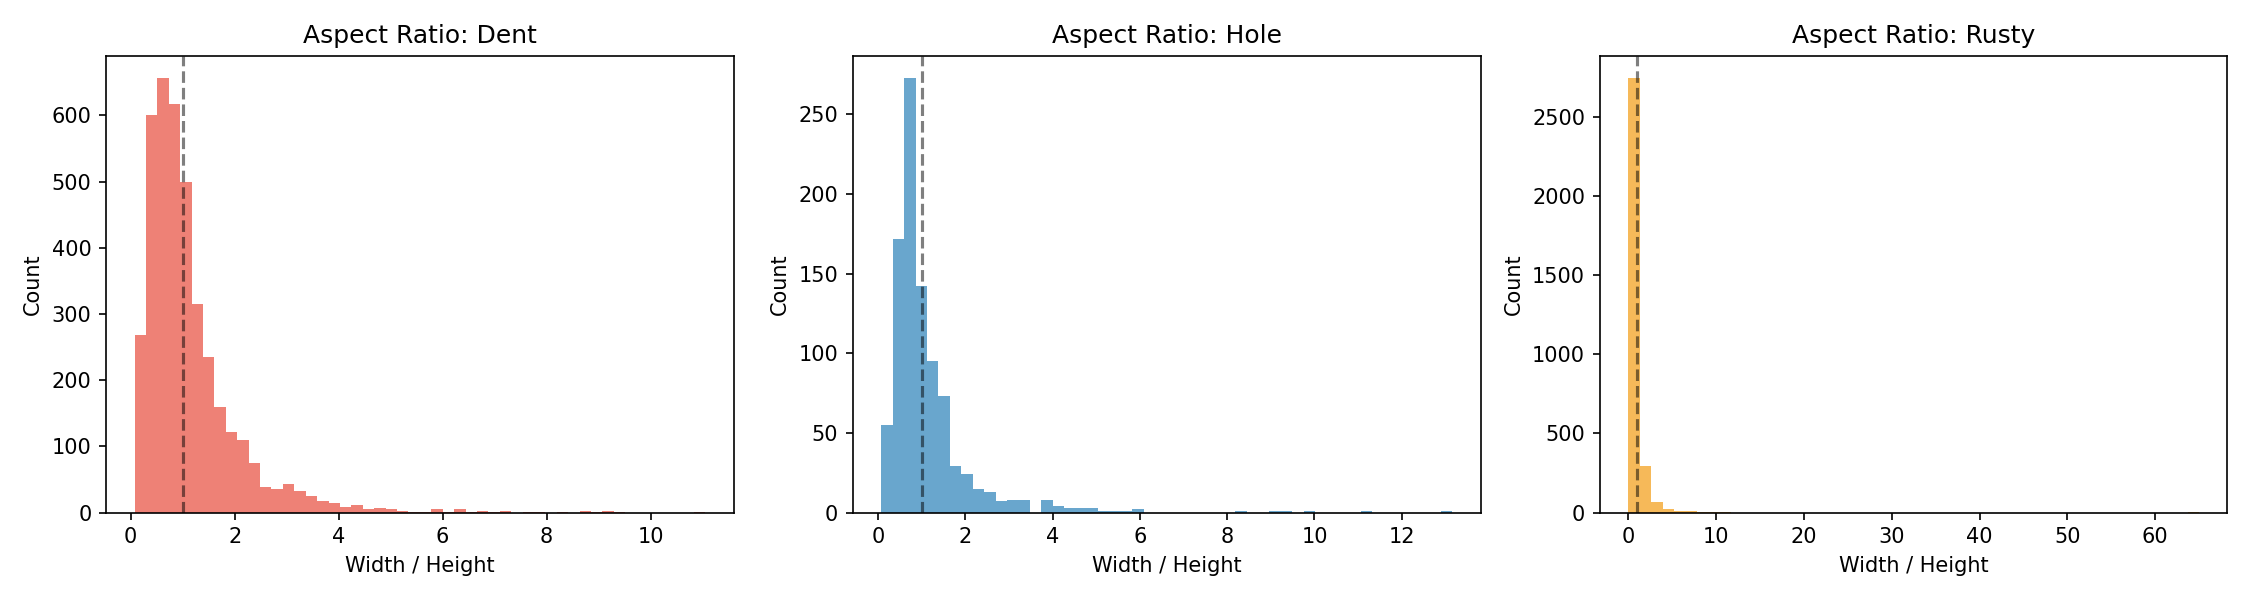 Aspect Ratio: Dent
Count
600
500
400
300
200
100
0
0 2 4 6 8 10
Width / Height
Aspect Ratio: Hole
Count
250
200
150
100
50
0
0 2 4 6 8 10 12
Width / Height
Aspect Ratio: Rusty
Count
2500
2000
1500
1000
500
0
0 10 20 30 40 50 60
Width / Height